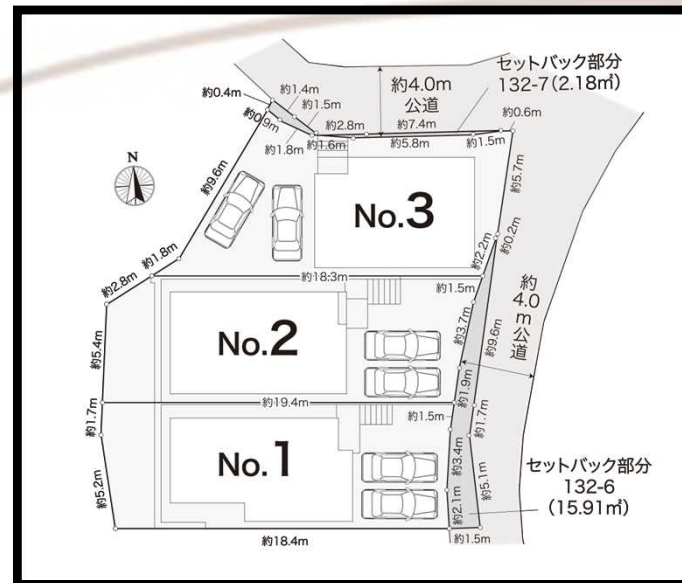 セットバック部分
132-7(2.18㎡)
約4.0m
公道
約0.4m
約1.4m
約1.5m
約0.9m
約1.8m
約1.6m
約2.8m
約7.4m
約5.8m
約1.5m
約0.6m
約9.6m
約5.7m
N
No.3
約2.2m
約0.2m
約1.8m
約2.8m
約18.3m
約1.5m
約
4.0
m
公道
約5.4m
No.2
約3.7m
約9.6m
約1.9m
約19.4m
約1.7m
約1.5m
約1.7m
No.1
約3.4m
約5.2m
約5.1m
約2.1m
セットバック部分
132-6
(15.91㎡)
約18.4m
約1.5m